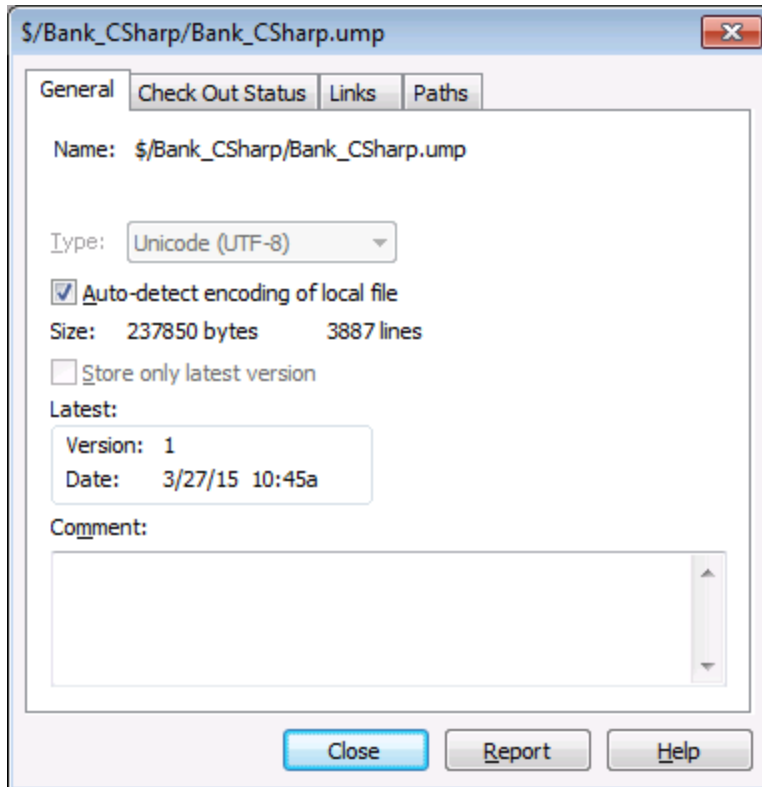 $/Bank_CSharp/Bank_CSharp.ump
General Check Out Status Links Paths
Name: $/Bank_CSharp/Bank_CSharp.ump
Type: Unicode (UTF-8)
Auto-detect encoding of local file
Size: 237850 bytes 3887 lines
Store only latest version
Latest:
Version: 1
Date: 3/27/15 10:45a
Comment:
Close Report Help